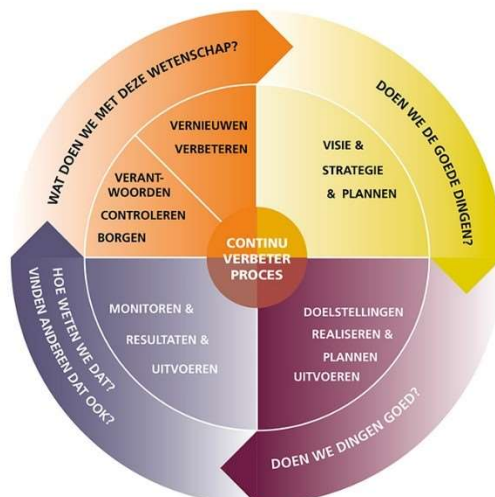 WAT DOEN WE MET DEZE WETENSCHAP?
DOEN WE DE GOEDE DINGEN?
VERNIEUWEN
VERBETEREN
VISIE &
STRATEGIE
& PLANNEN
VERANT-
WOORDEN
CONTROLEREN
BORGEN
CONTINU
VERBETER
PROCES
MONITOREN &
RESULTATEN &
UITVOEREN
DOELSTELLINGEN
REALISEREN &
PLANNEN
UITVOEREN
HOE WETEN WE DAT?
VINDEN ANDEREN DAT OOK?
DOEN WE DINGEN GOED?